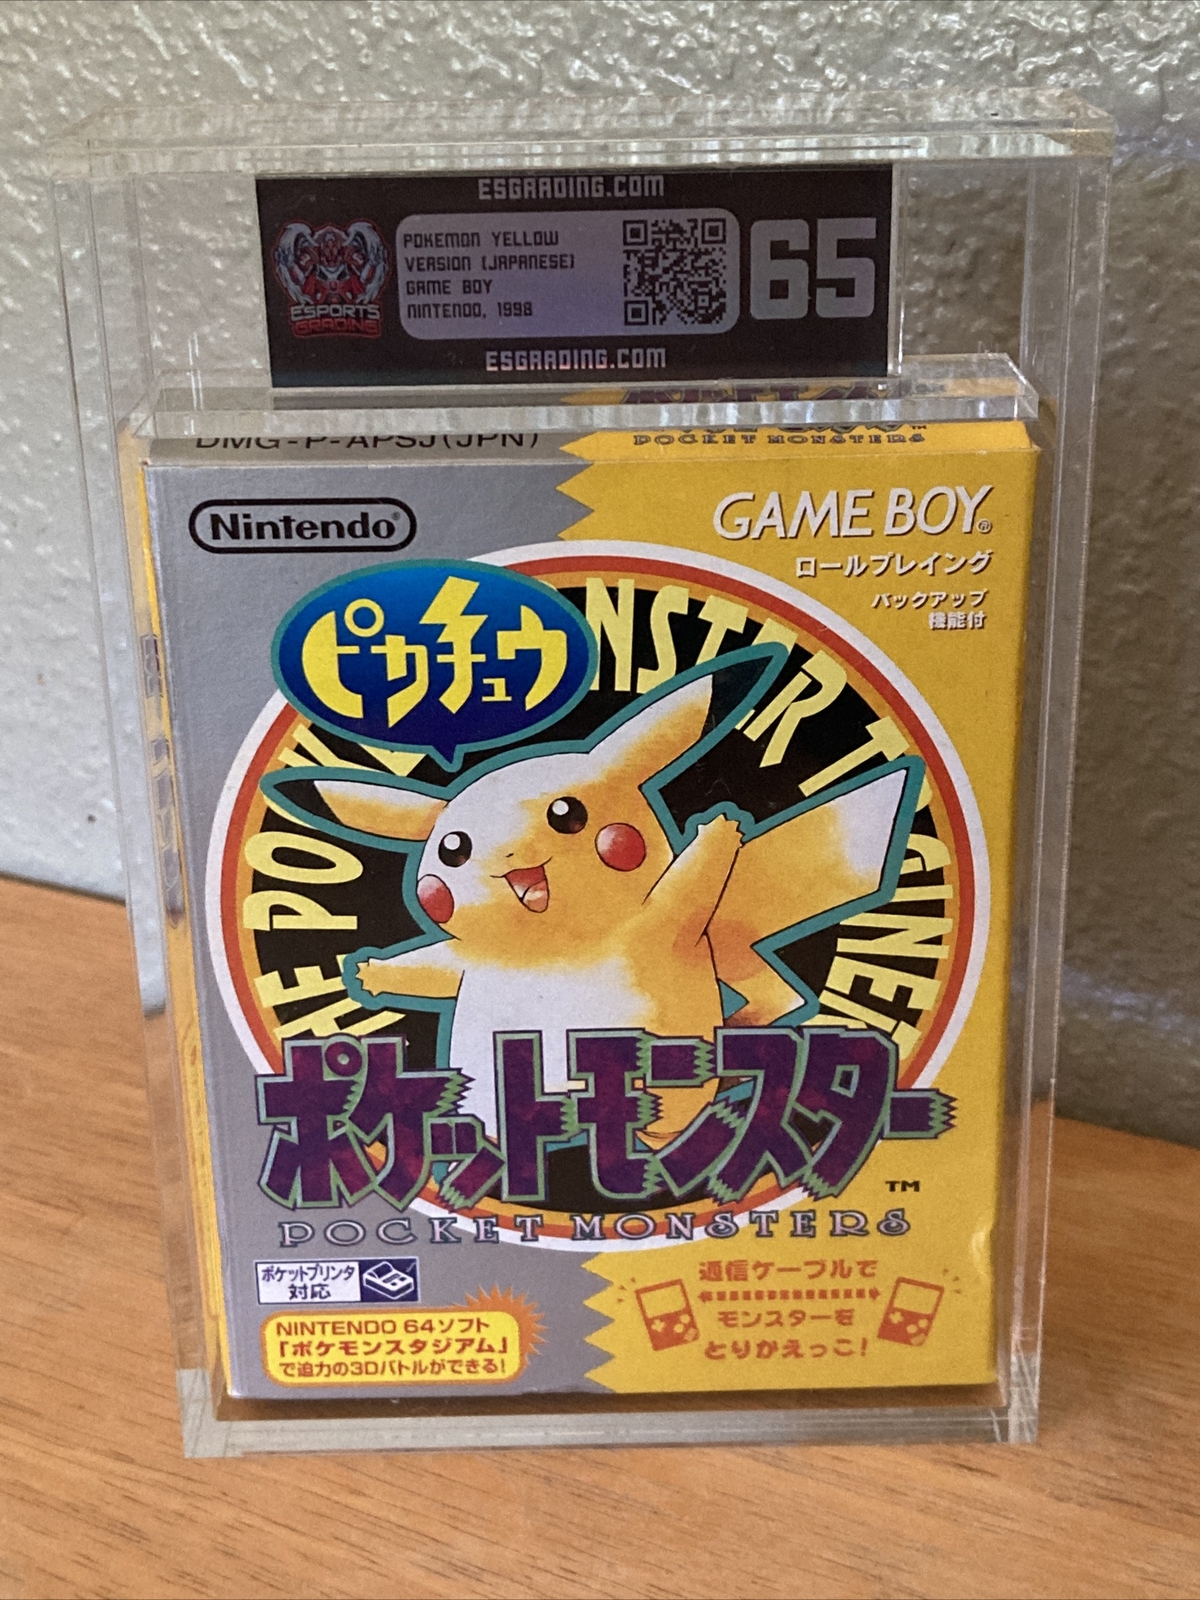 ESGRADING.COM
ESPORTS
GRADING
POKEMON YELLOW
VERSION (JAPANESE)
GAME BOY
NINTENDO, 1998
65
ESGRADING.COM
DMG-P-APSJ(JPN)
POCKET MONSTERS
Nintendo®
GAME BOY®
ロールプレイング
バックアップ
機能付
ピカチュウ
ポケットモンスター
TM
POCKET MONSTERS
ポケットプリンタ
対応
NINTENDO 64ソフト
「ポケモンスタジアム」
で迫力の3Dバトルができる!
通信ケーブルで
モンスターを
とりかえっこ!